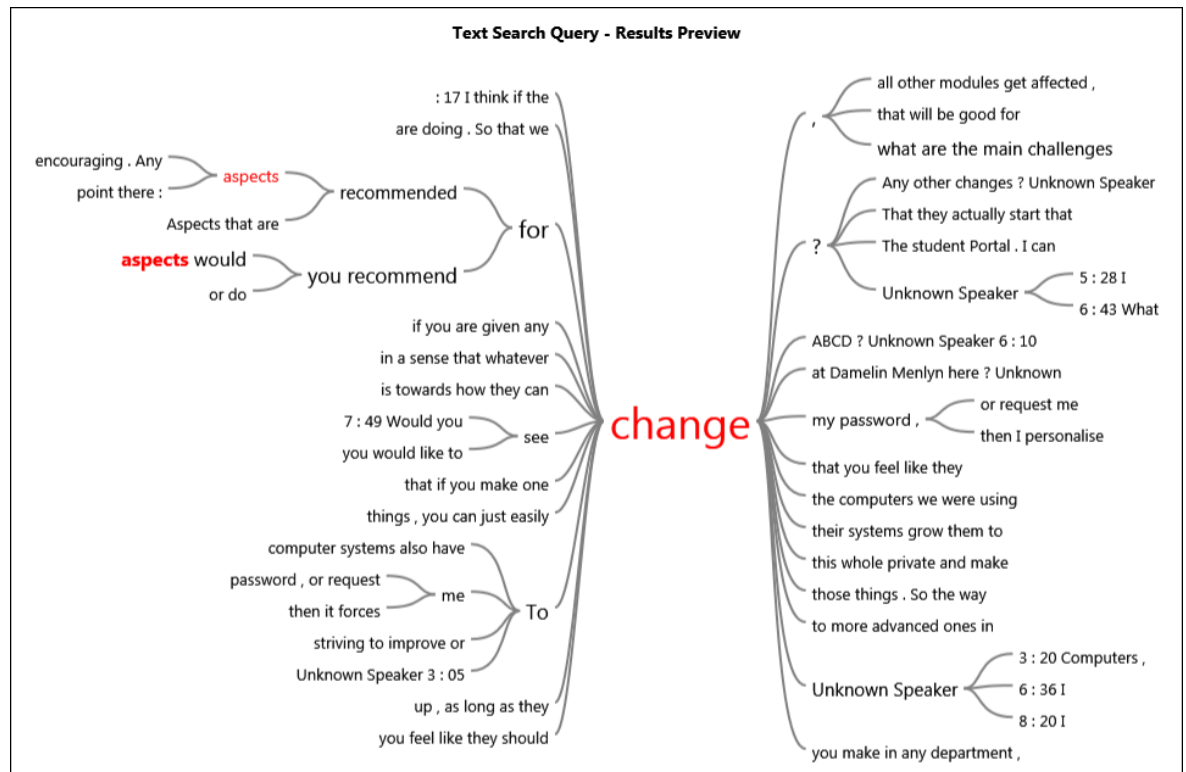 Text Search Query - Results Preview
: 17 I think if the
are doing . So that we
encouraging . Any
point there :
aspects
Aspects that are
recommended
aspects would
or do
you recommend
for
if you are given any
in a sense that whatever
is towards how they can
7 : 49 Would you
you would like to
see
that if you make one
things , you can just easily
computer systems also have
password , or request
then it forces
me
striving to improve or
Unknown Speaker 3 : 05
To
up , as long as they
you feel like they should
change
,
all other modules get affected ,
that will be good for
what are the main challenges
?
Any other changes ? Unknown Speaker
That they actually start that
The student Portal . I can
Unknown Speaker
5 : 28 I
6 : 43 What
ABCD ? Unknown Speaker 6 : 10
at Damelin Menlyn here ? Unknown
my password ,
or request me
then I personalise
that you feel like they
the computers we were using
their systems grow them to
this whole private and make
those things . So the way
to more advanced ones in
Unknown Speaker
3 : 20 Computers ,
6 : 36 I
8 : 20 I
you make in any department ,